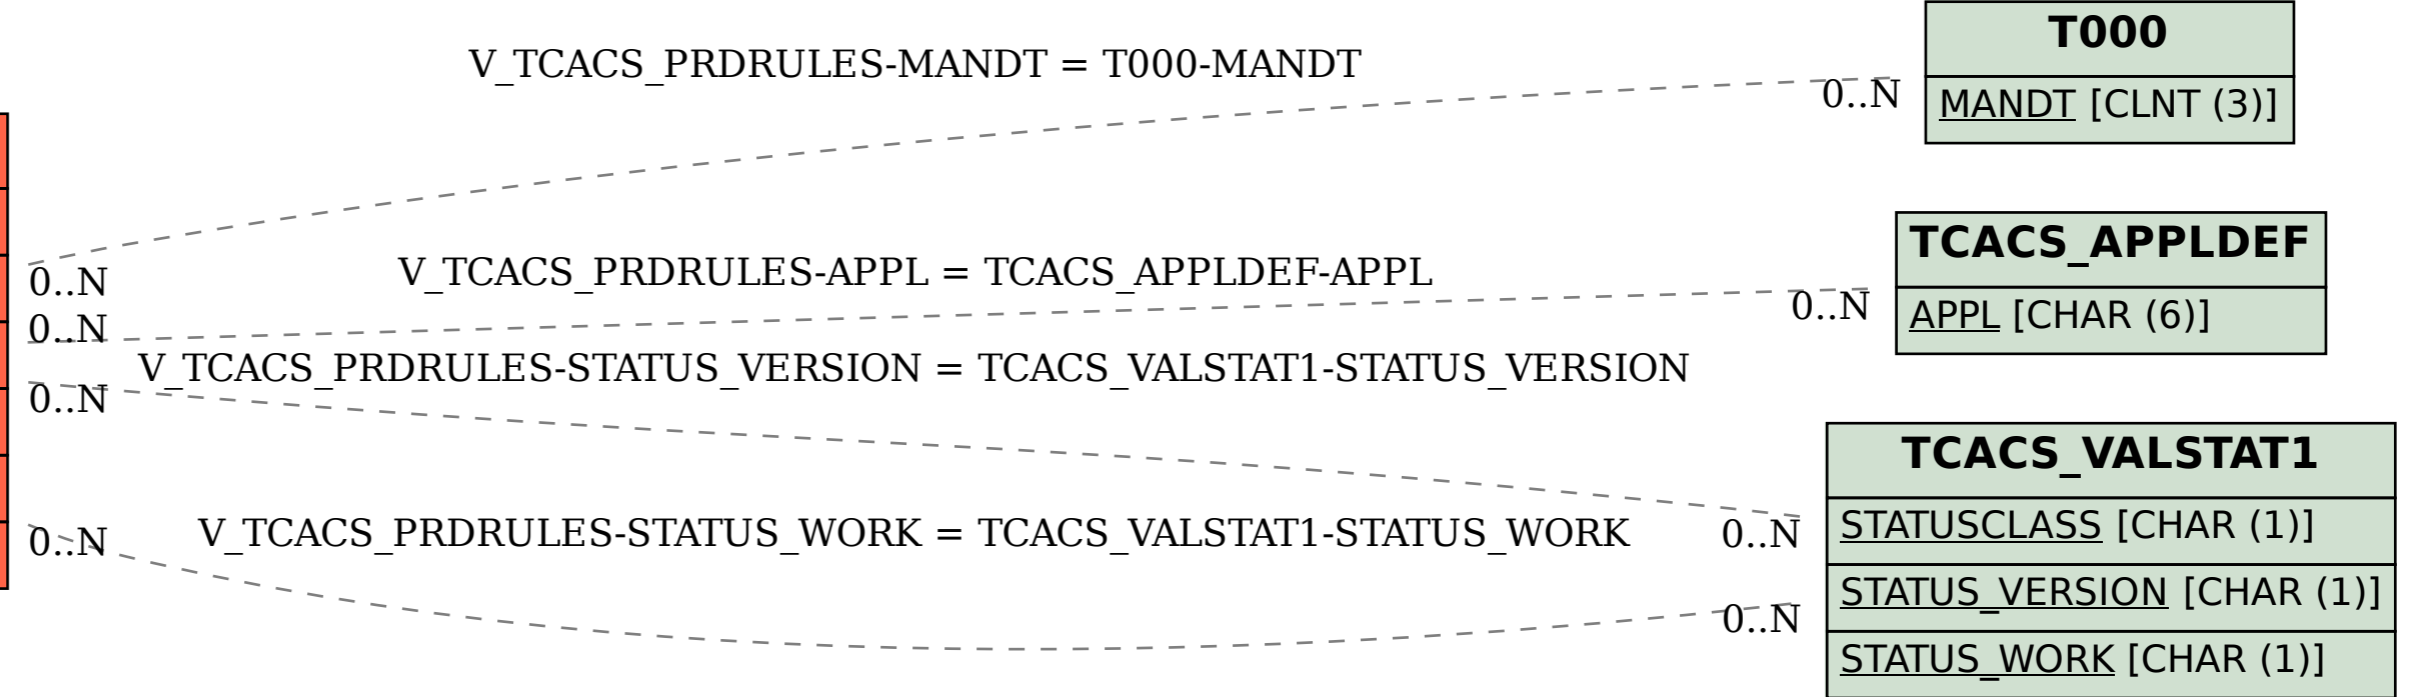 T000
MANDT [CLNT (3)]
V_TCACS_PRDRULES-MANDT = T000-MANDT
0..N
0..N
TCACS_APPLDEF
APPL [CHAR (6)]
V_TCACS_PRDRULES-APPL = TCACS_APPLDEF-APPL
0..N
0..N
V_TCACS_PRDRULES-STATUS_VERSION = TCACS_VALSTAT1-STATUS_VERSION
0..N
0..N
TCACS_VALSTAT1
STATUSCLASS [CHAR (1)]
STATUS_VERSION [CHAR (1)]
STATUS_WORK [CHAR (1)]
V_TCACS_PRDRULES-STATUS_WORK = TCACS_VALSTAT1-STATUS_WORK
0..N
0..N